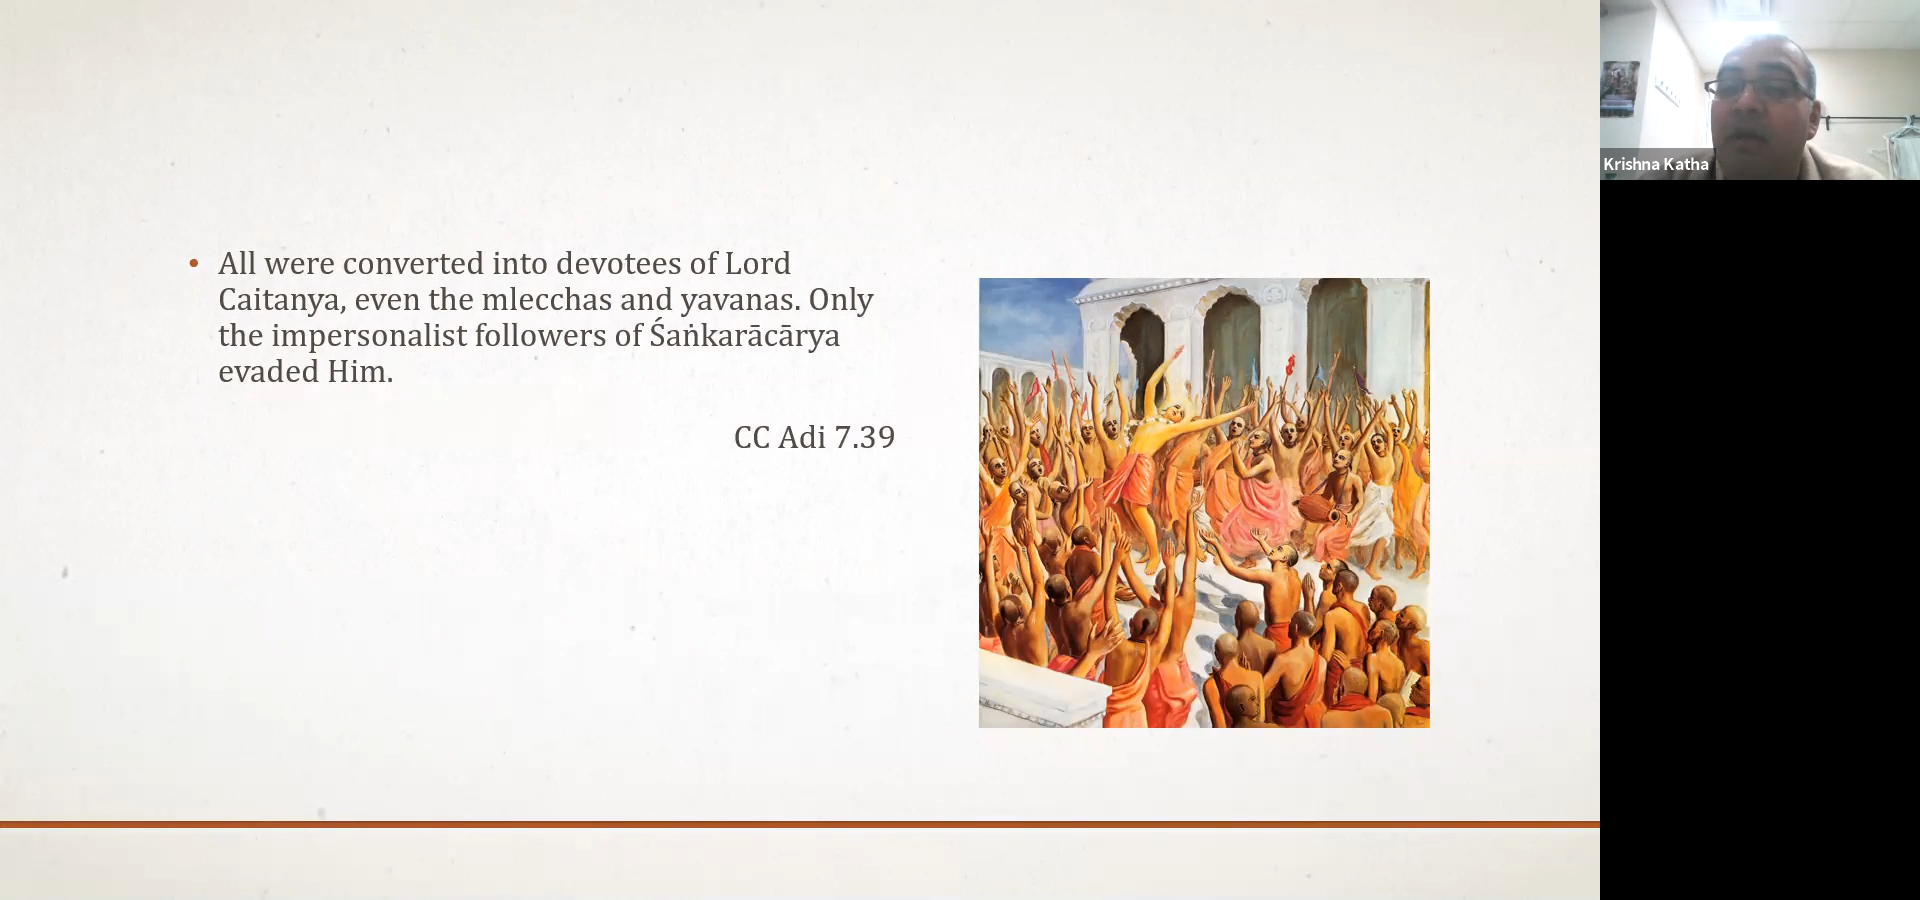 • All were converted into devotees of Lord
Caitanya, even the mlecchas and yavanas. Only
the impersonalist followers of Śaṅkarācārya
evaded Him.
CC Adi 7.39
Krishna Katha